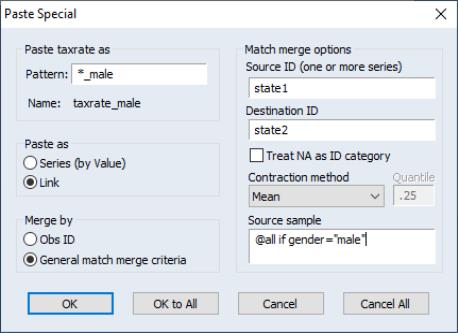 Paste Special
Paste taxrate as
Pattern: *_male
Name: taxrate_male
Paste as
Series (by Value)
Link
Merge by
Obs ID
General match merge criteria
Match merge options
Source ID (one or more series)
state1
Destination ID
state2
Treat NA as ID category
Contraction method Quantile
Mean .25
Source sample
@all if gender="male"
OK OK to All Cancel Cancel All